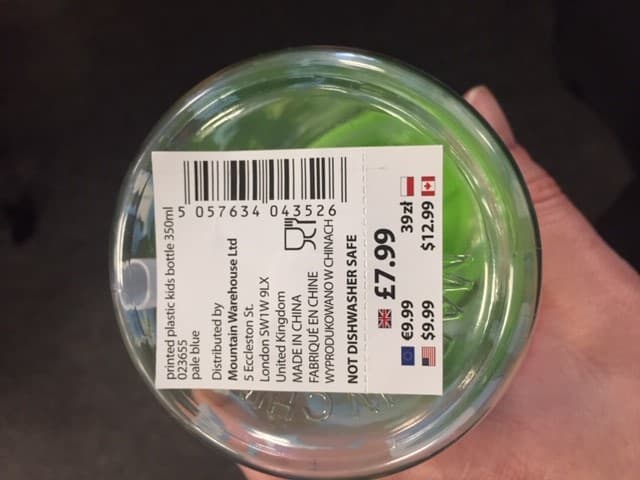 printed plastic kids bottle 350ml
023655
pale blue
Distributed by
Mountain Warehouse Ltd
5 Eccleston St.
London SW1W 9LX
United Kingdom
MADE IN CHINA
FABRIQUÉ EN CHINE
WYPRODUKOWANO W CHINACH
NOT DISHWASHER SAFE
5 057634 043526
£7.99
€9.99 39zł
$9.99 $12.99